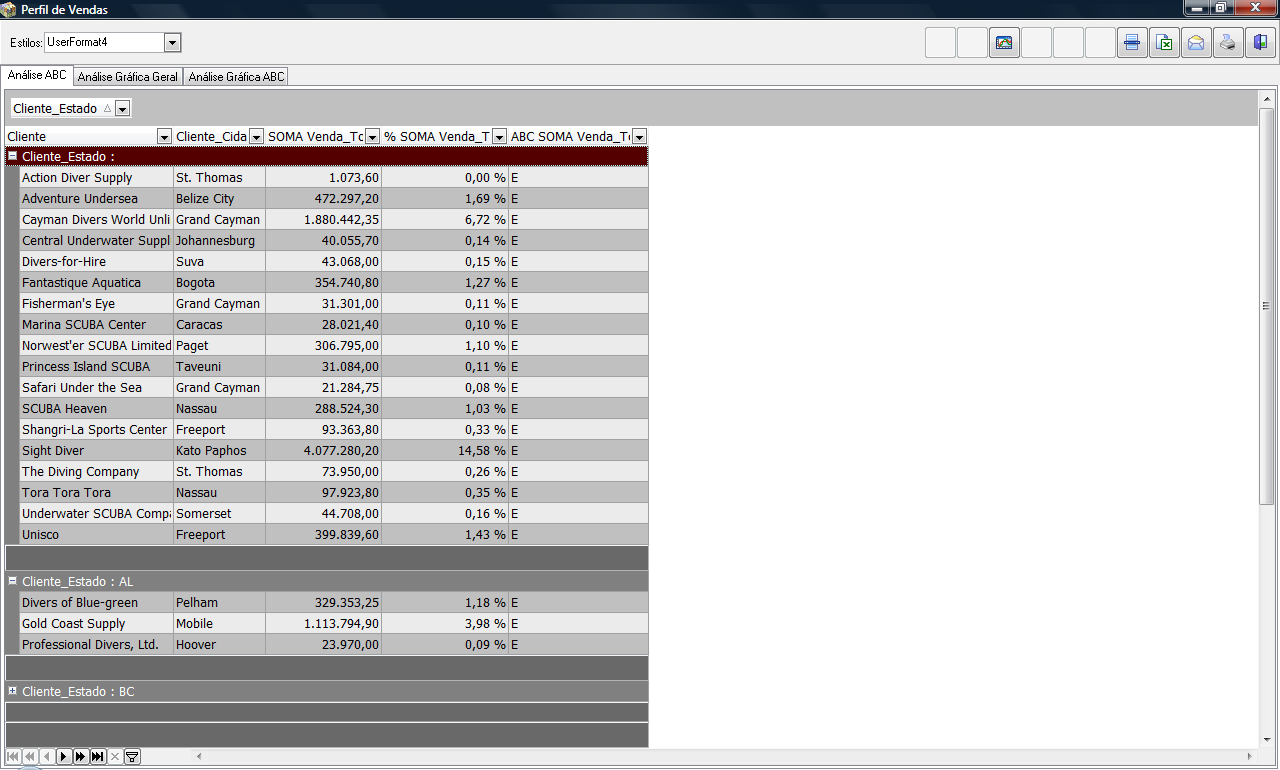 Perfil de Vendas
Estilos: UserFormat4
Análise ABC Análise Gráfica Geral Análise Gráfica ABC
Cliente_Estado
Cliente Cliente_Cida SOMA Venda_Tc % SOMA Venda_T ABC SOMA Venda_T
Cliente_Estado :
Action Diver Supply St. Thomas 1.073,60 0,00 % E
Adventure Undersea Belize City 472.297,20 1,69 % E
Cayman Divers World Unli Grand Cayman 1.880.442,35 6,72 % E
Central Underwater Suppl Johannesburg 40.055,70 0,14 % E
Divers-for-Hire Suva 43.068,00 0,15 % E
Fantastique Aquatica Bogota 354.740,80 1,27 % E
Fisherman's Eye Grand Cayman 31.301,00 0,11 % E
Marina SCUBA Center Caracas 28.021,40 0,10 % E
Norwest'er SCUBA Limited Paget 306.795,00 1,10 % E
Princess Island SCUBA Taveuni 31.084,00 0,11 % E
Safari Under the Sea Grand Cayman 21.284,75 0,08 % E
SCUBA Heaven Nassau 288.524,30 1,03 % E
Shangri-La Sports Center Freeport 93.363,80 0,33 % E
Sight Diver Kato Paphos 4.077.280,20 14,58 % E
The Diving Company St. Thomas 73.950,00 0,26 % E
Tora Tora Tora Nassau 97.923,80 0,35 % E
Underwater SCUBA Compa Somerset 44.708,00 0,16 % E
Unisco Freeport 399.839,60 1,43 % E
Cliente_Estado : AL
Divers of Blue-green Pelham 329.353,25 1,18 % E
Gold Coast Supply Mobile 1.113.794,90 3,98 % E
Professional Divers, Ltd. Hoover 23.970,00 0,09 % E
Cliente_Estado : BC